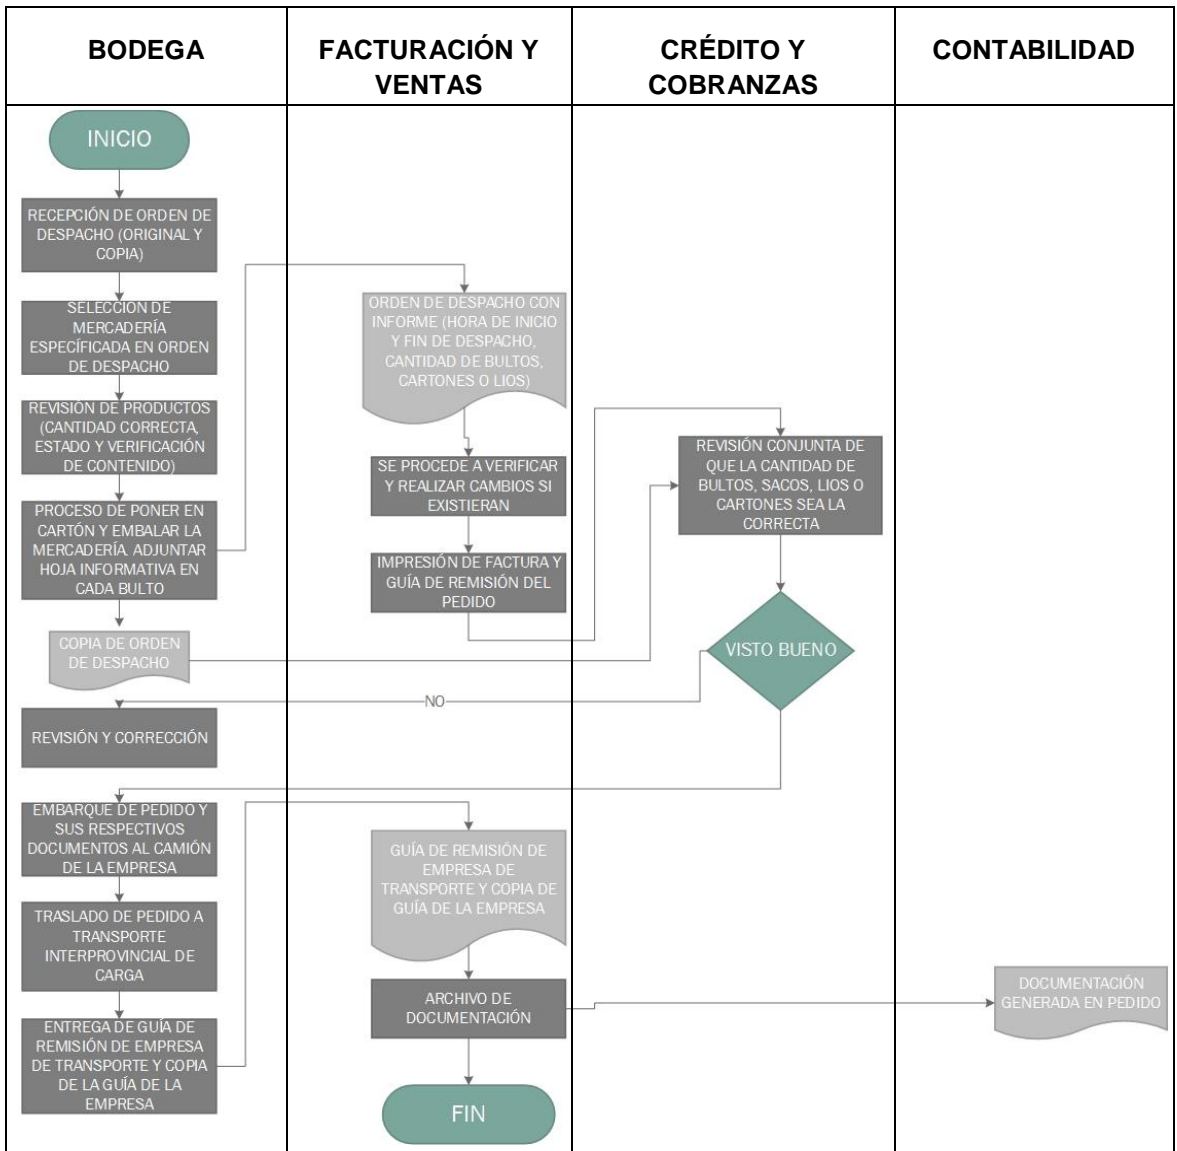 BODEGA
FACTURACIÓN Y
VENTAS
CRÉDITO Y
COBRANZAS
CONTABILIDAD
INICIO
RECEPCIÓN DE ORDEN DE
DESPACHO (ORIGINAL Y
COPIA)
SELECCIÓN DE
MERCADERÍA
ESPECÍFICADA EN ORDEN
DE DESPACHO
REVISIÓN DE PRODUCTOS
(CANTIDAD CORRECTA,
ESTADO Y VERIFICACIÓN
DE CONTENIDO)
PROCESO DE PONER EN
CARTÓN Y EMBALAR LA
MERCADERÍA. ADJUNTAR
HOJA INFORMATIVA EN
CADA BULTO
COPIA DE ORDEN
DE DESPACHO
ORDEN DE DESPACHO CON
INFORME (HORA DE INICIO
Y FIN DE DESPACHO,
CANTIDAD DE BULTOS,
CARTONES O LIOS)
SE PROCEDE A VERIFICAR
Y REALIZAR CAMBIOS SI
EXISTIERAN
IMPRESIÓN DE FACTURA Y
GUÍA DE REMISIÓN DEL
PEDIDO
REVISIÓN CONJUNTA DE
QUE LA CANTIDAD DE
BULTOS, SACOS, LIOS O
CARTONES SEA LA
CORRECTA
VISTO BUENO
NO
REVISIÓN Y CORRECCIÓN
EMBARQUE DE PEDIDO Y
SUS RESPECTIVOS
DOCUMENTOS AL CAMIÓN
DE LA EMPRESA
TRASLADO DE PEDIDO A
TRANSPORTE
INTERPROVINCIAL DE
CARGA
ENTREGA DE GUÍA DE
REMISIÓN DE EMPRESA
DE TRANSPORTE Y COPIA
DE LA GUÍA DE LA
EMPRESA
GUÍA DE REMISIÓN DE
EMPRESA DE
TRANSPORTE Y COPIA DE
GUÍA DE LA EMPRESA
ARCHIVO DE
DOCUMENTACIÓN
DOCUMENTACIÓN
GENERADA EN PEDIDO
FIN